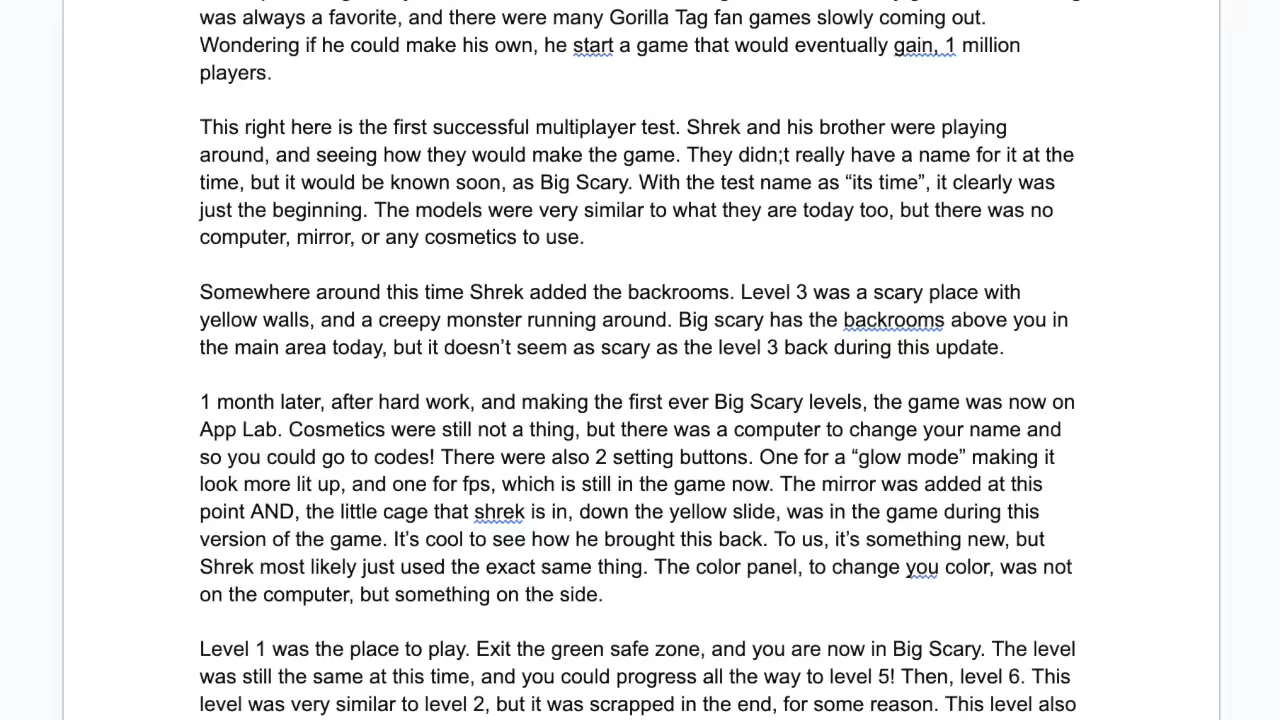 was always a favorite, and there were many Gorilla Tag fan games slowly coming out.
Wondering if he could make his own, he start a game that would eventually gain, 1 million
players.
This right here is the first successful multiplayer test. Shrek and his brother were playing
around, and seeing how they would make the game. They didn;t really have a name for it at the
time, but it would be known soon, as Big Scary. With the test name as “its time”, it clearly was
just the beginning. The models were very similar to what they are today too, but there was no
computer, mirror, or any cosmetics to use.
Somewhere around this time Shrek added the backrooms. Level 3 was a scary place with
yellow walls, and a creepy monster running around. Big scary has the backrooms above you in
the main area today, but it doesn’t seem as scary as the level 3 back during this update.
1 month later, after hard work, and making the first ever Big Scary levels, the game was now on
App Lab. Cosmetics were still not a thing, but there was a computer to change your name and
so you could go to codes! There were also 2 setting buttons. One for a “glow mode” making it
look more lit up, and one for fps, which is still in the game now. The mirror was added at this
point AND, the little cage that shrek is in, down the yellow slide, was in the game during this
version of the game. It’s cool to see how he brought this back. To us, it’s something new, but
Shrek most likely just used the exact same thing. The color panel, to change you color, was not
on the computer, but something on the side.
Level 1 was the place to play. Exit the green safe zone, and you are now in Big Scary. The level
was still the same at this time, and you could progress all the way to level 5! Then, level 6. This
level was very similar to level 2, but it was scrapped in the end, for some reason. This level also